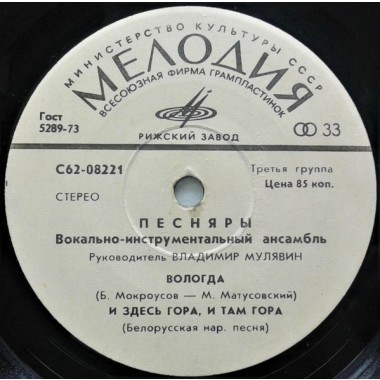 МИНИСТЕРСТВО КУЛЬТУРЫ СССР
МЕЛОДИЯ
ВСЕСОЮЗНАЯ ФИРМА ГРАМПЛАСТИНОК
Гост
5289-73
РИЖСКИЙ ЗАВОД
33
С62-08221
Третья группа
Цена 85 коп.
СТЕРЕО
ПЕСНЯРЫ
Вокально-инструментальный ансамбль
Руководитель ВЛАДИМИР МУЛЯВИН
ВОЛОГДА
(Б. Мокроусов — М. Матусовский)
И ЗДЕСЬ ГОРА, И ТАМ ГОРА
(Белорусская нар. песня)